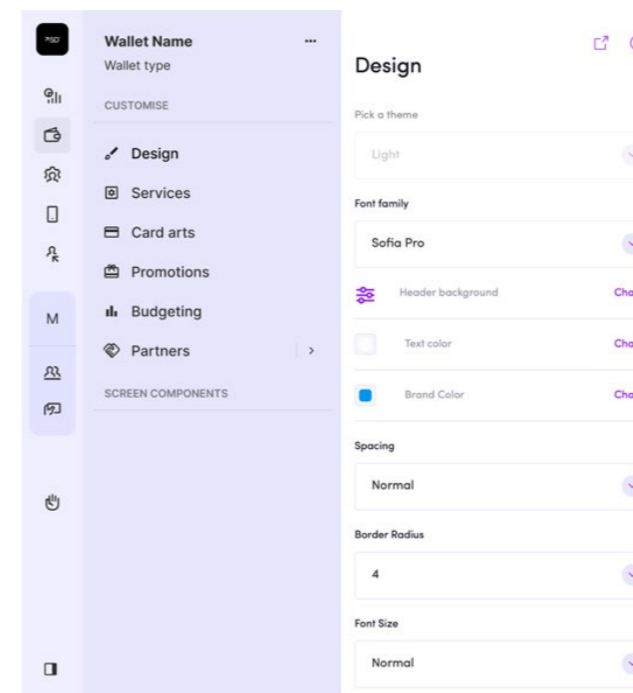 Wallet Name
Wallet type
CUSTOMISE
Design
Services
Card arts
Promotions
Budgeting
Partners
SCREEN COMPONENTS
M
Design
Pick a theme
Light
Font family
Sofia Pro
Header background
Text color
Brand Color
Spacing
Normal
Border Radius
4
Font Size
Normal